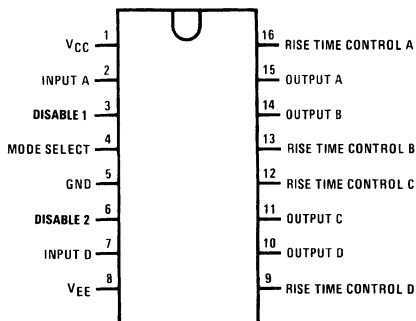 1
VCC
2
INPUT A
3
DISABLE 1
4
MODE SELECT
5
GND
6
DISABLE 2
7
INPUT D
8
VEE
16
RISE TIME CONTROL A
15
OUTPUT A
14
OUTPUT B
13
RISE TIME CONTROL B
12
RISE TIME CONTROL C
11
OUTPUT C
10
OUTPUT D
9
RISE TIME CONTROL D